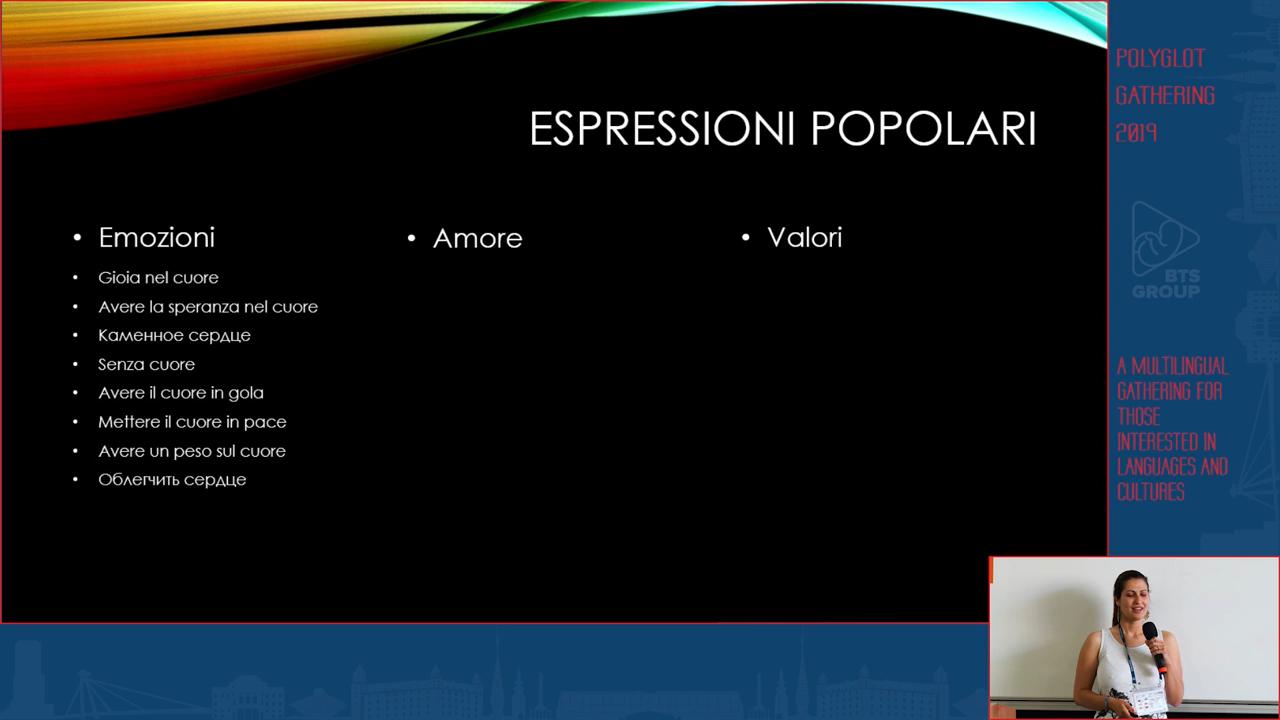 ESPRESSIONI POPOLARI
Emozioni
Gioia nel cuore
Avere la speranza nel cuore
Каменное сердце
Senza cuore
Avere il cuore in gola
Mettere il cuore in pace
Avere un peso sul cuore
Облегчить сердце
Amore
Valori
POLYGLOT
GATHERING
2019
BTS
GROUP
A MULTILINGUAL
GATHERING FOR
THOSE
INTERESTED IN
LANGUAGES AND
CULTURES